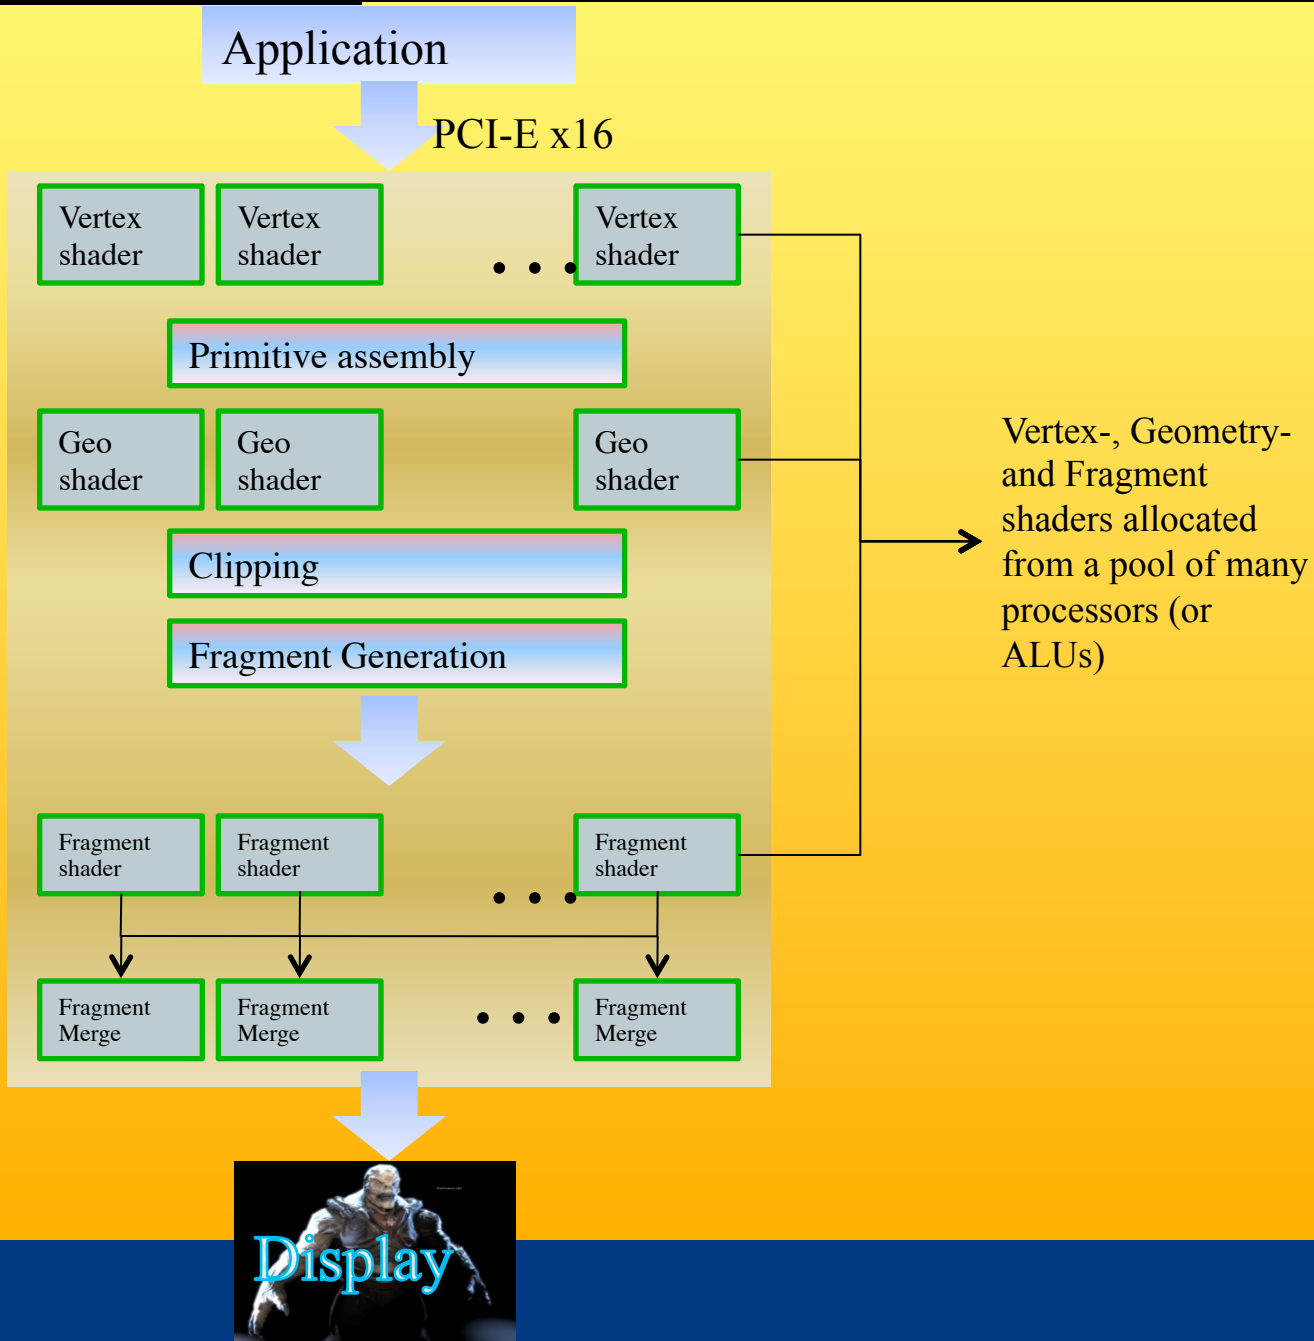 Application
PCI-E x16
Vertex
shader
Vertex
shader
Vertex
shader
Primitive assembly
Geo
shader
Geo
shader
Geo
shader
Clipping
Fragment Generation
Vertex-, Geometry-
and Fragment
shaders allocated
from a pool of many
processors (or
ALUs)
Fragment
shader
Fragment
shader
Fragment
shader
Fragment
Merge
Fragment
Merge
Fragment
Merge
Display